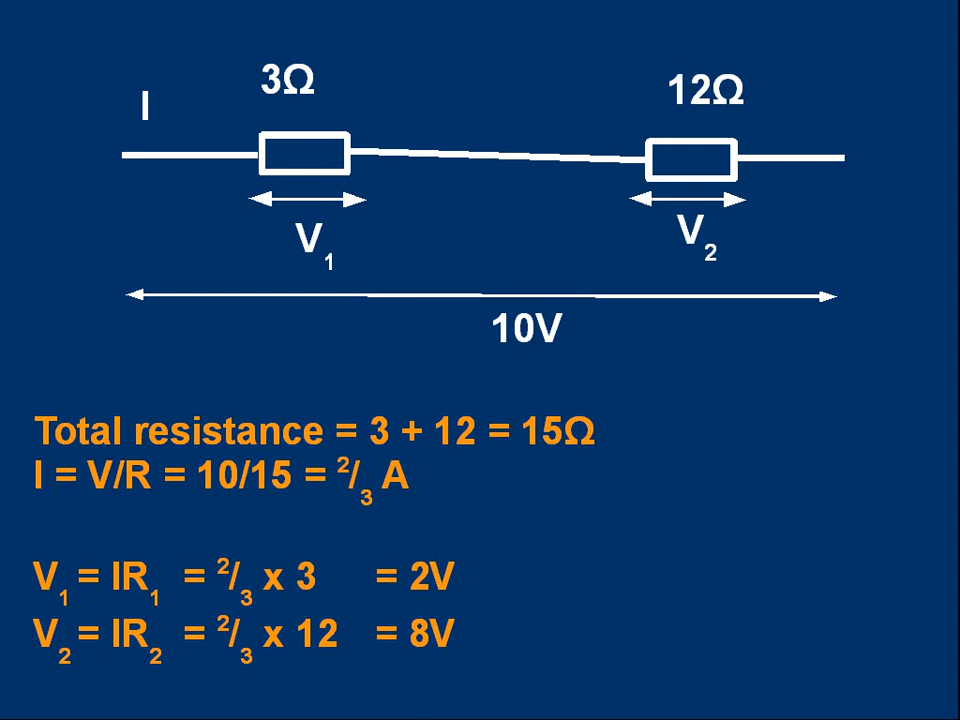 I
3Ω
12Ω
V₁
V₂
10V
Total resistance = 3 + 12 = 15Ω
I = V/R = 10/15 = ²/₃ A
V₁ = IR₁ = ²/₃ x 3 = 2V
V₂ = IR₂ = ²/₃ x 12 = 8V